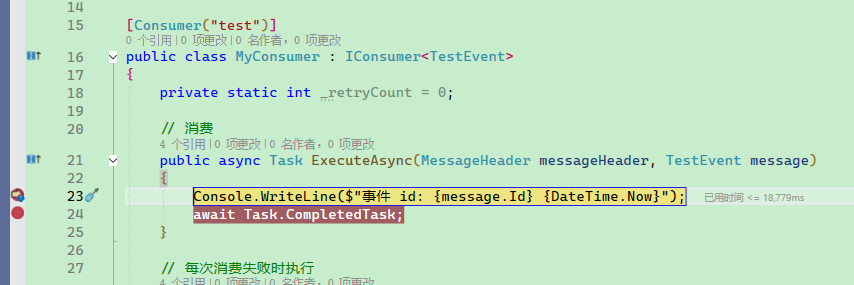 14
15 [Consumer("test")]
0 个引用 | 0 项更改 | 0 名作者，0 项更改
16 public class MyConsumer : IConsumer<TestEvent>
17 {
18 private static int _retryCount = 0;
19
20 // 消费
4 个引用 | 0 项更改 | 0 名作者，0 项更改
21 public async Task ExecuteAsync(MessageHeader messageHeader, TestEvent message)
22 {
23 Console.WriteLine($"事件 id: {message.Id} {DateTime.Now}"); 已用时间 <= 18,779ms
24 await Task.CompletedTask;
25 }
26
27 // 每次消费失败时执行
4 个引用 | 0 项更改 | 0 名作者，0 项更改